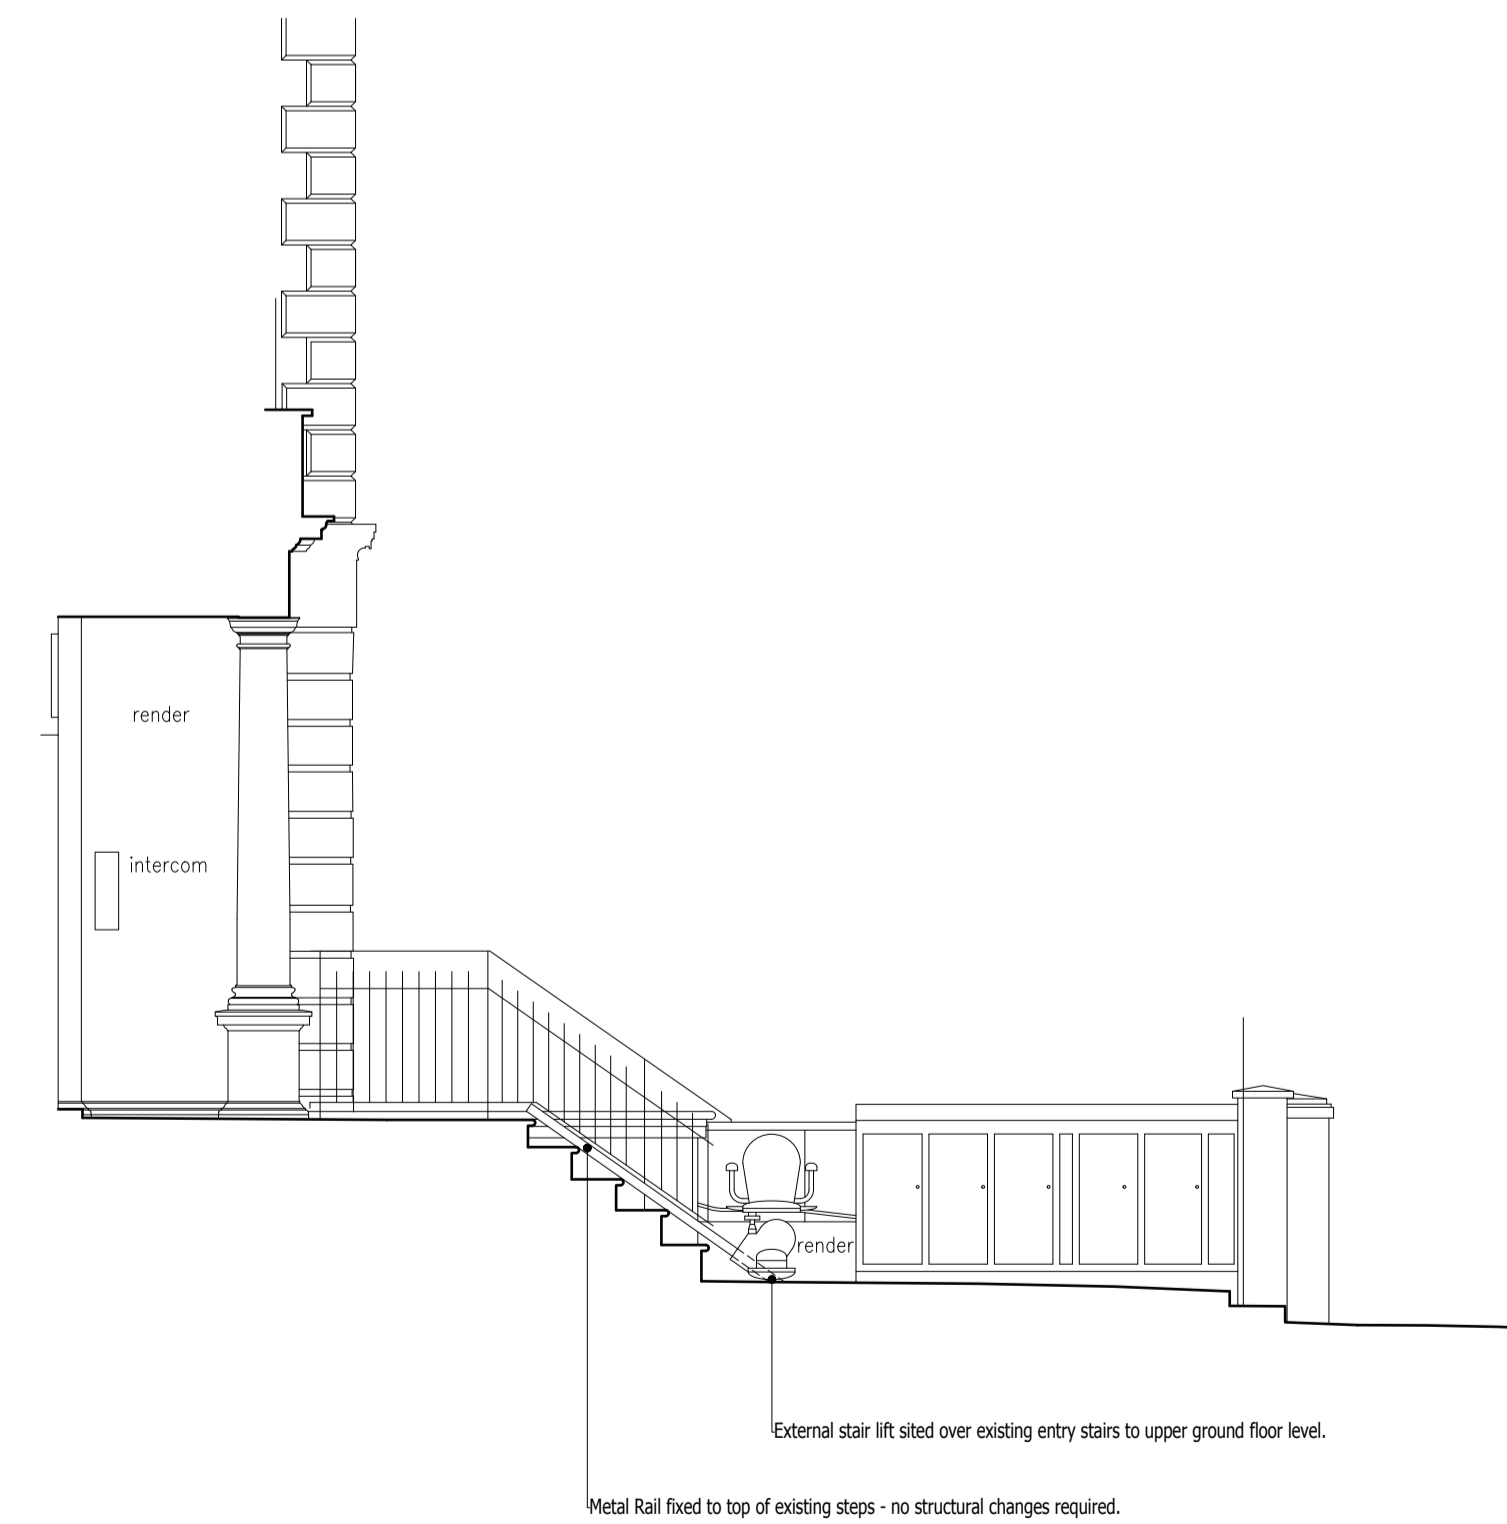 render
intercom
render
External stair lift sited over existing entry stairs to upper ground floor level.
Metal Rail fixed to top of existing steps - no structural changes required.